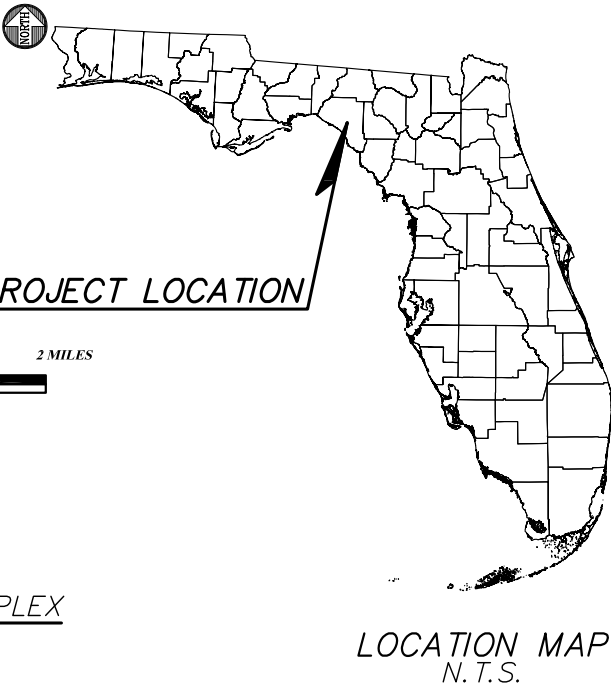 NORTH
ROJECT LOCATION
2 MILES
PLEX
LOCATION MAP
N.T.S.